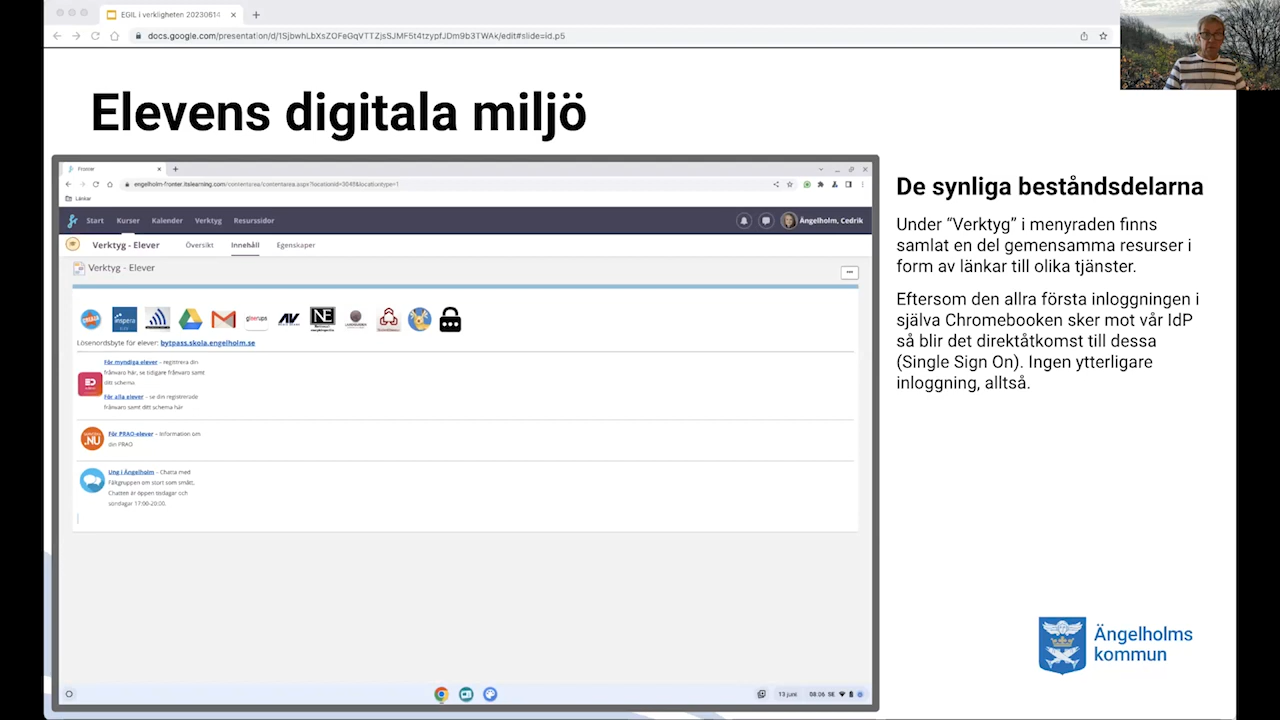 EGIL i verkligheten 20230614
docs.google.com/presentation/d/1SjbwhLbXsZOFeGqVTTZjsSJMF5t4tzypfJDm9b3TWAk/edit#slide=id.p5
Elevens digitala miljö
Fronter
engelholm-fronter.itslearning.com/contentarea/contentarea.aspx?locationid=3848&locationtype=1
Länkar
Start Kurser Kalender Verktyg Resurssidor
Ängelholm, Cedrik
Verktyg - Elever Översikt Innehåll Egenskaper
Verktyg - Elever
inspera
gleerups
AV
NE
Lösenordsbyte för elever: bytpass.skola.engelholm.se
För myndiga elever - registrera din
frånvaro här, se tidigare frånvaro samt
ditt schema.
För alla elever - se din registrerade
frånvaro samt ditt schema här
För PRAO-elever - Information om
din PRAO
Ung i Ängelholm - Chatta med
Fältgruppen om stort som smått.
Chatten är öppen tisdagar och
söndagar 17:00-20:00.
13 juni 08:06 SE
De synliga beståndsdelarna
Under “Verktyg” i menyraden finns
samlat en del gemensamma resurser i
form av länkar till olika tjänster.
Eftersom den allra första inloggningen i
själva Chromebooken sker mot vår IdP
så blir det direktåtkomst till dessa
(Single Sign On). Ingen ytterligare
inloggning, alltså.
Ängelholms
kommun